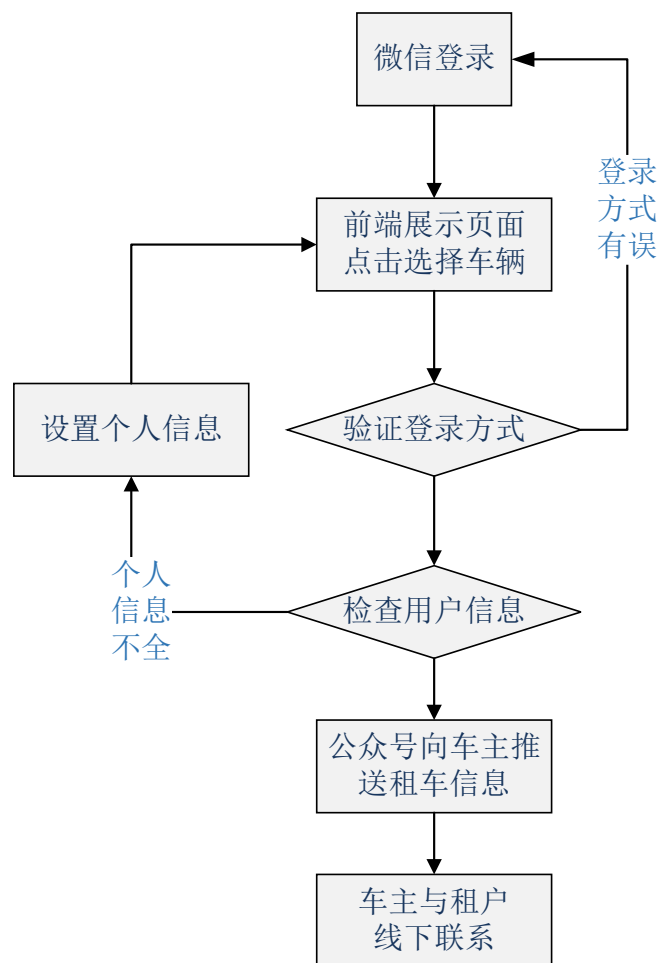 微信登录
登录
方式
有误
前端展示页面
点击选择车辆
设置个人信息
验证登录方式
个人
信息
不全
检查用户信息
公众号向车主推
送租车信息
车主与租户
线下联系